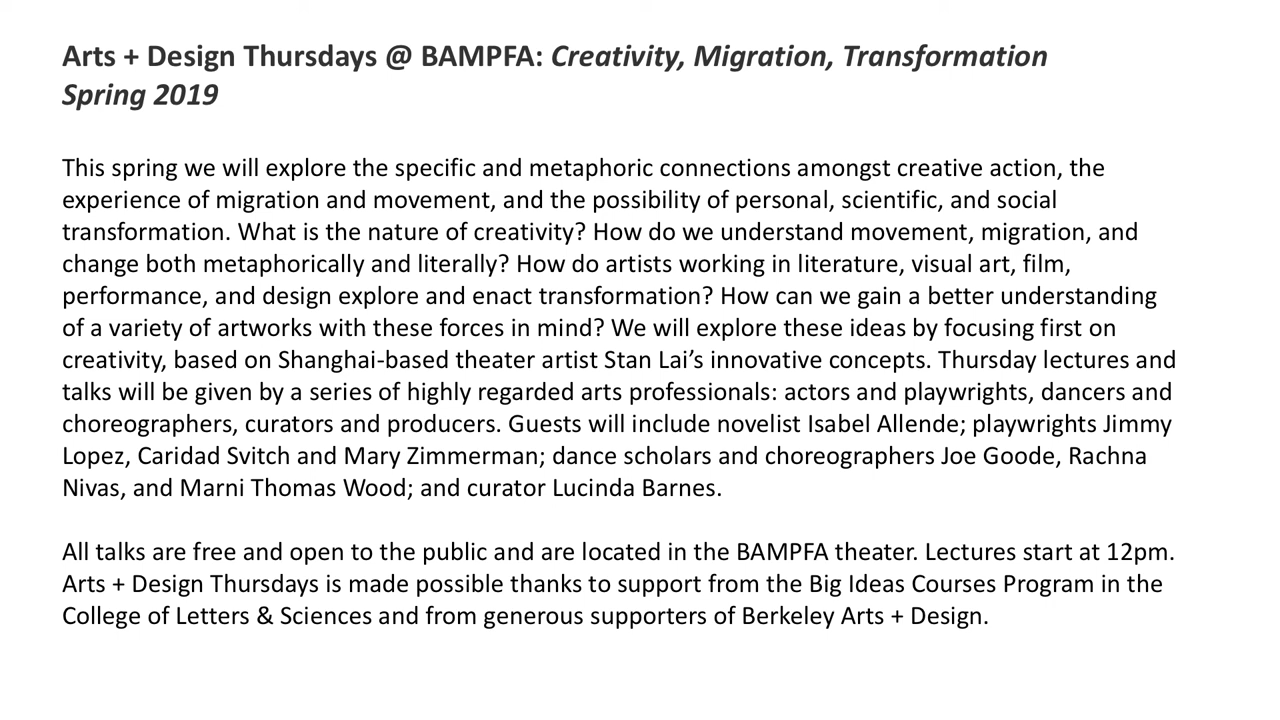 Arts + Design Thursdays @ BAMPFA: Creativity, Migration, Transformation
Spring 2019
This spring we will explore the specific and metaphoric connections amongst creative action, the
experience of migration and movement, and the possibility of personal, scientific, and social
transformation. What is the nature of creativity? How do we understand movement, migration, and
change both metaphorically and literally? How do artists working in literature, visual art, film,
performance, and design explore and enact transformation? How can we gain a better understanding
of a variety of artworks with these forces in mind? We will explore these ideas by focusing first on
creativity, based on Shanghai-based theater artist Stan Lai’s innovative concepts. Thursday lectures and
talks will be given by a series of highly regarded arts professionals: actors and playwrights, dancers and
choreographers, curators and producers. Guests will include novelist Isabel Allende; playwrights Jimmy
Lopez, Caridad Svitch and Mary Zimmerman; dance scholars and choreographers Joe Goode, Rachna
Nivas, and Marni Thomas Wood; and curator Lucinda Barnes.
All talks are free and open to the public and are located in the BAMPFA theater. Lectures start at 12pm.
Arts + Design Thursdays is made possible thanks to support from the Big Ideas Courses Program in the
College of Letters & Sciences and from generous supporters of Berkeley Arts + Design.